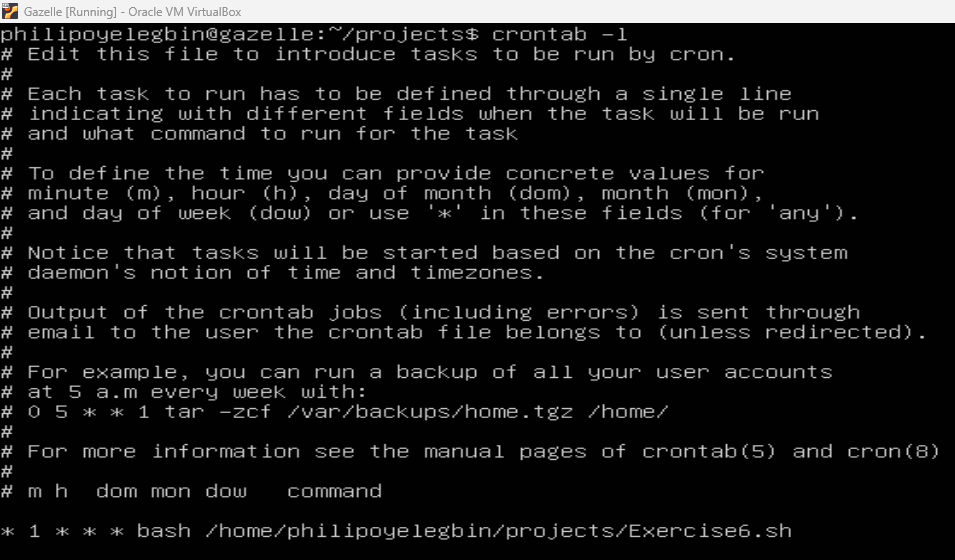 Gazelle [Running] - Oracle VM VirtualBox
philipoyelegbin@gazelle:~/projects$ crontab -l
# Edit this file to introduce tasks to be run by cron.
#
# Each task to run has to be defined through a single line
# indicating with different fields when the task will be run
# and what command to run for the task
#
# To define the time you can provide concrete values for
# minute (m), hour (h), day of month (dom), month (mon),
# and day of week (dow) or use '*' in these fields (for 'any').
#
# Notice that tasks will be started based on the cron's system
# daemon's notion of time and timezones.
#
# Output of the crontab jobs (including errors) is sent through
# email to the user the crontab file belongs to (unless redirected).
#
# For example, you can run a backup of all your user accounts
# at 5 a.m every week with:
# 0 5 * * 1 tar -zcf /var/backups/home.tgz /home/
#
# For more information see the manual pages of crontab(5) and cron(8)
#
# m h  dom mon dow   command
* 1 * * * bash /home/philipoyelegbin/projects/Exercise6.sh